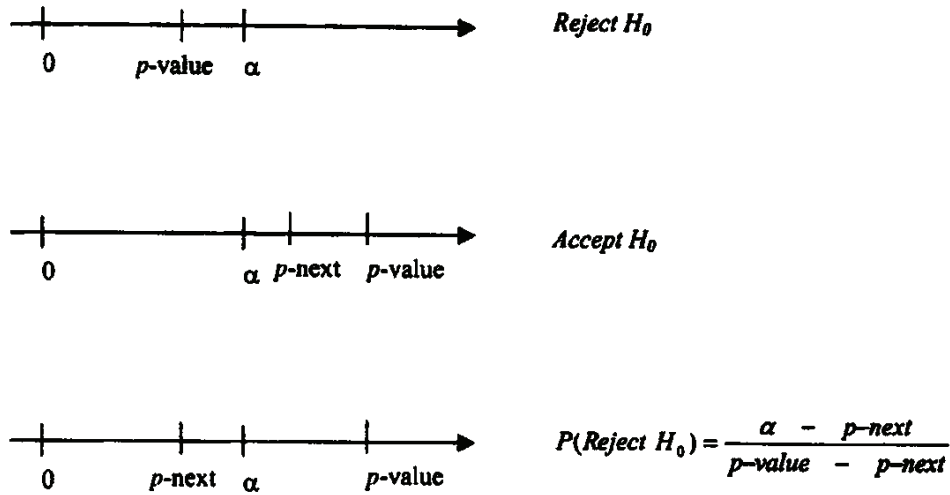 Reject H₀
0 p-value α
Accept H₀
0 α p-next p-value
P(Reject H₀) = (α - p-next) / (p-value - p-next)
0 p-next α p-value